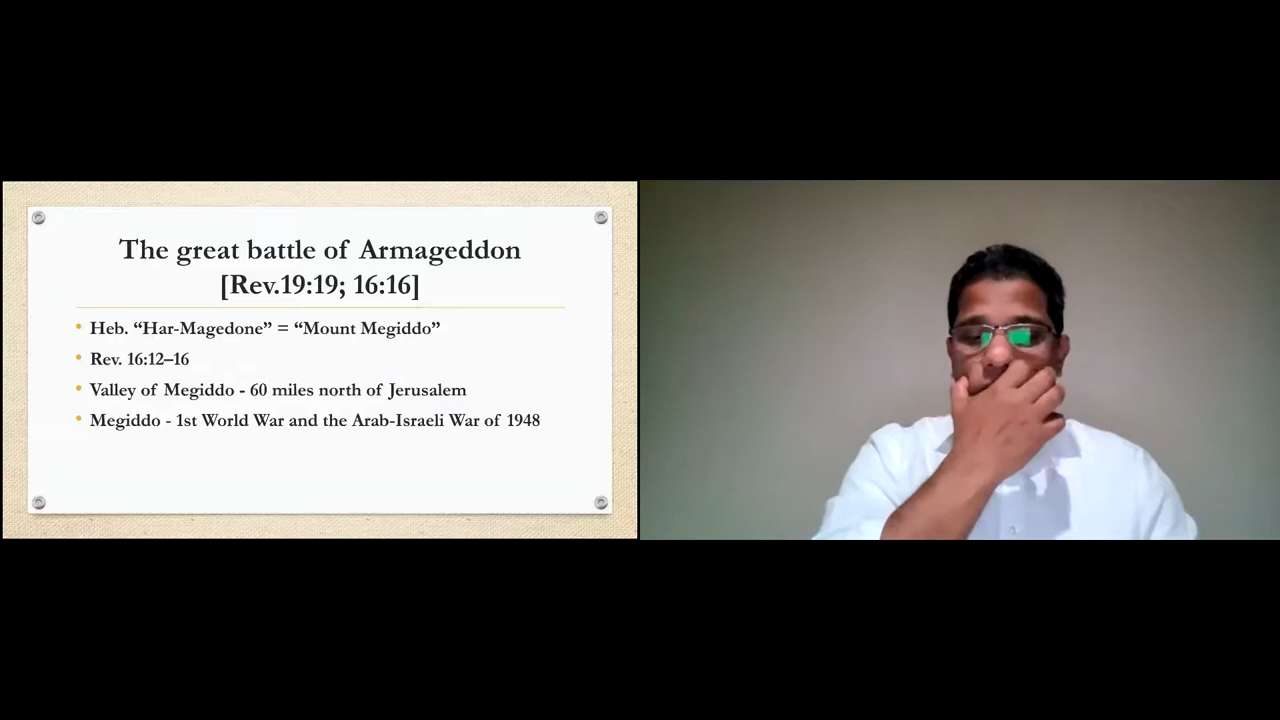 The great battle of Armageddon
[Rev.19:19; 16:16]
• Heb. “Har-Magedone” = “Mount Megiddo”
• Rev. 16:12–16
• Valley of Megiddo - 60 miles north of Jerusalem
• Megiddo - 1st World War and the Arab-Israeli War of 1948